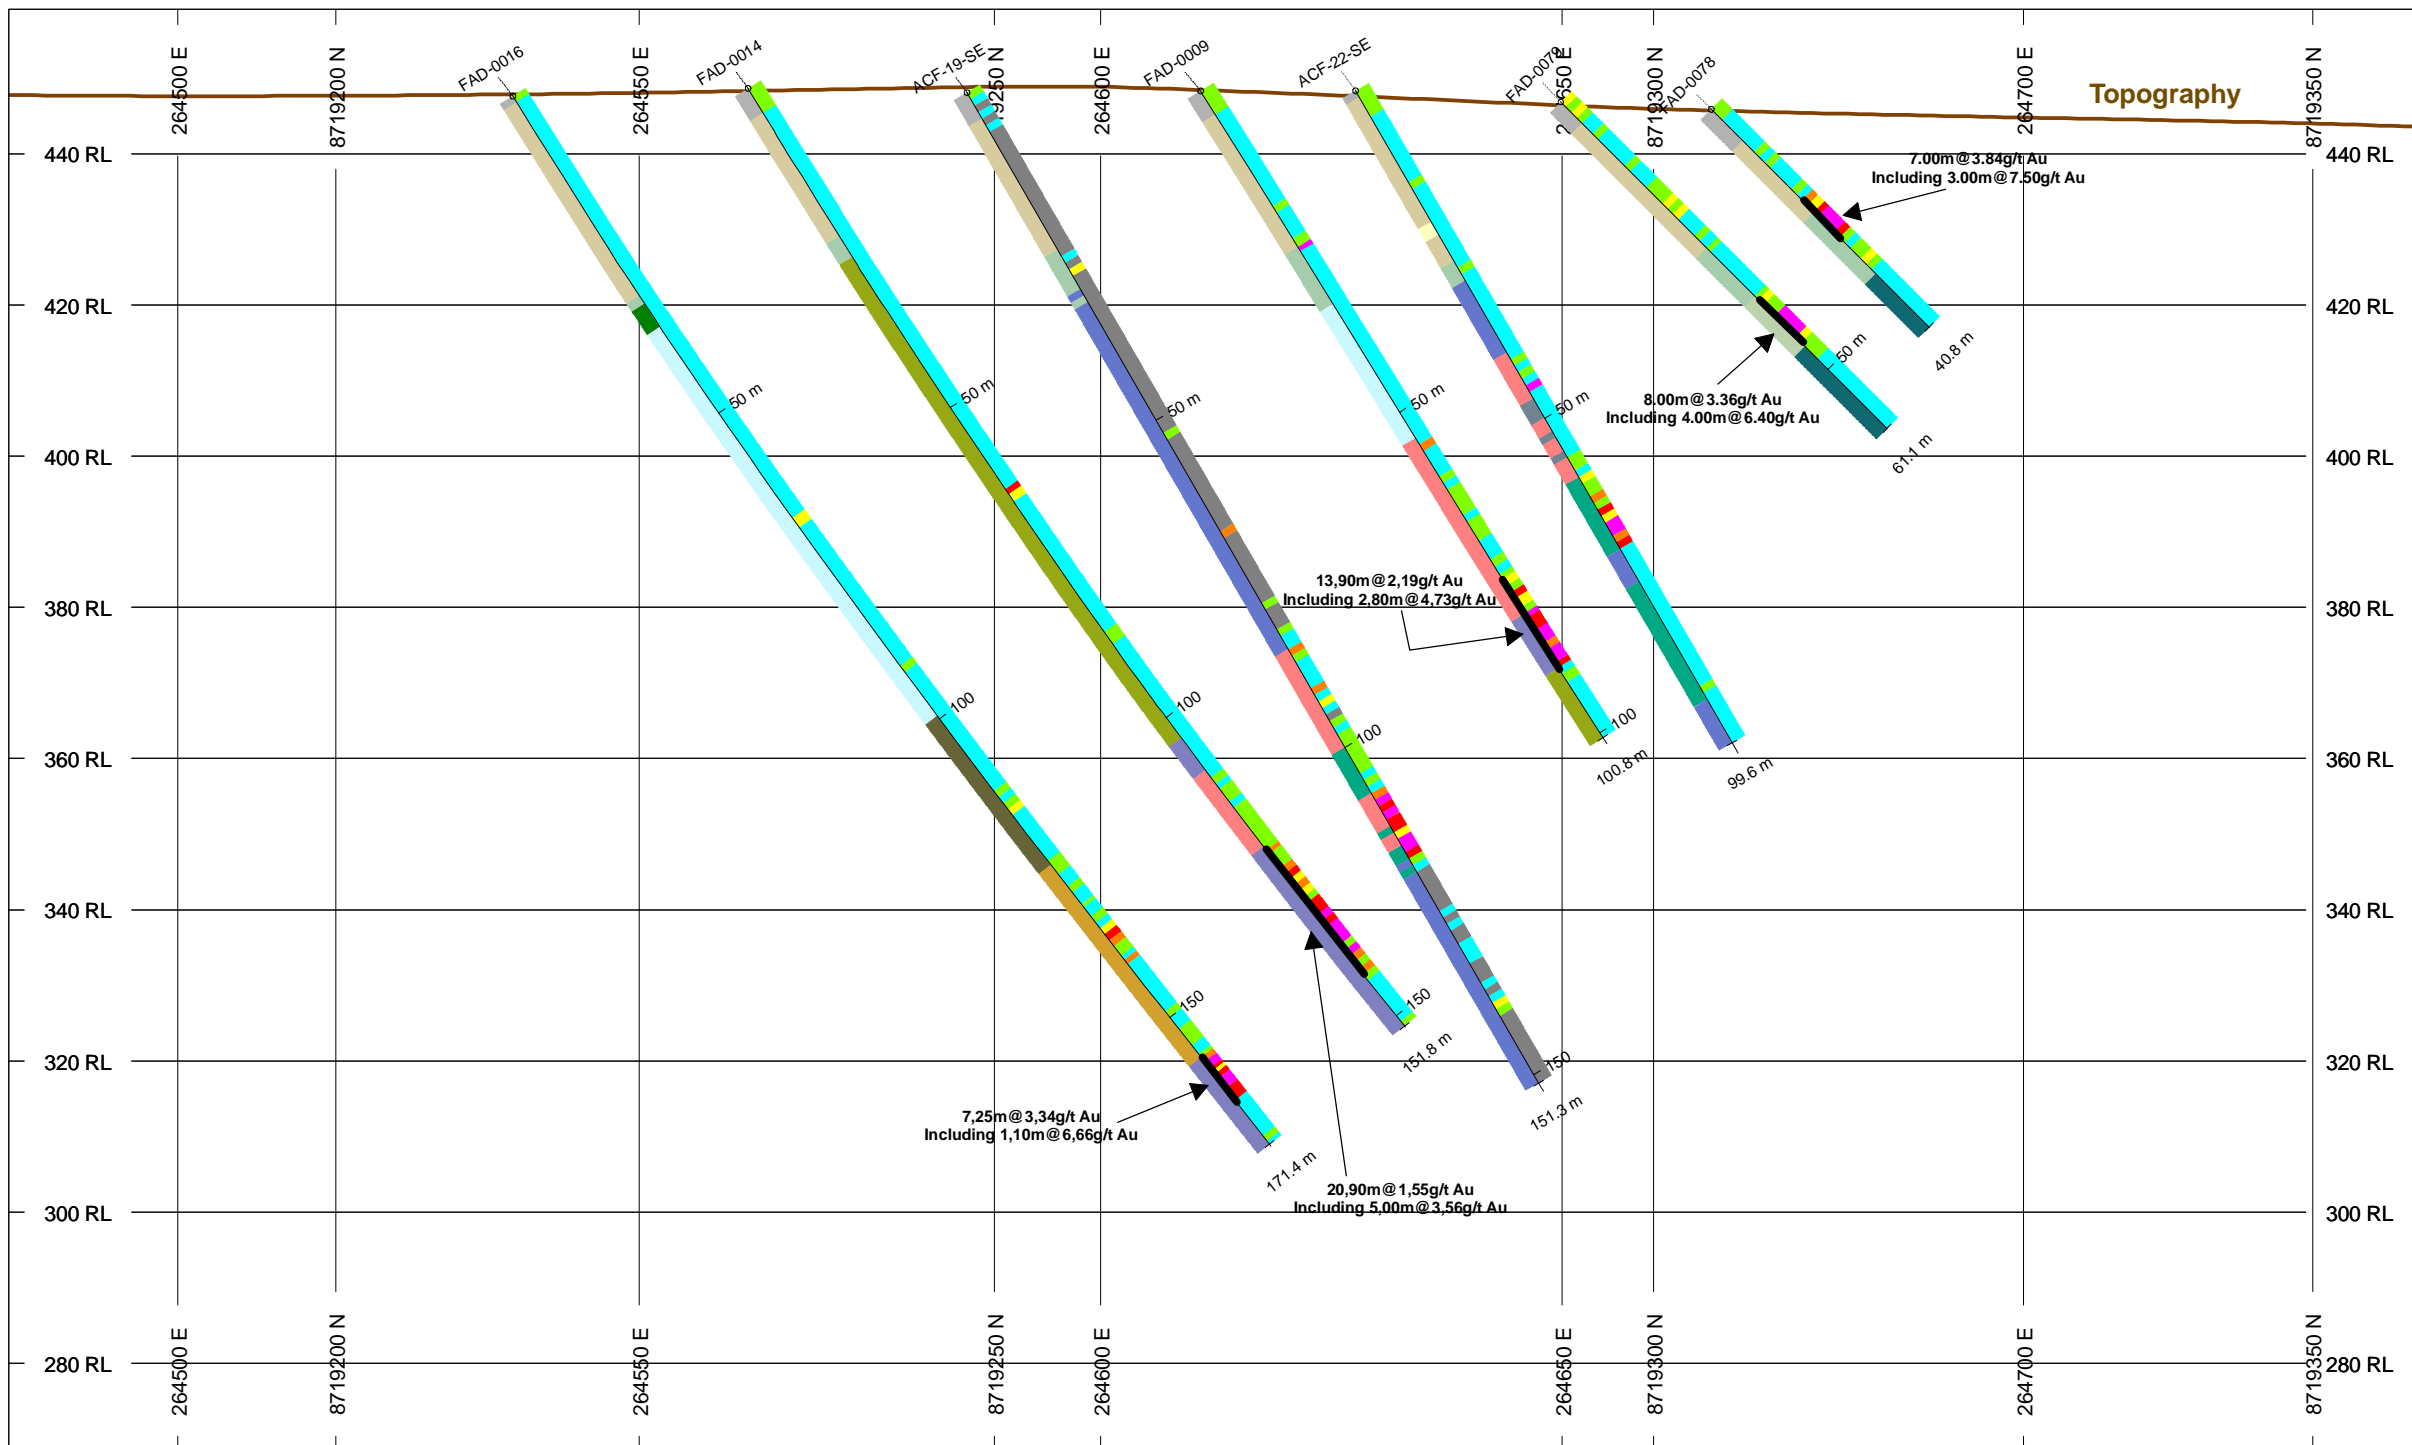 264500 E
8719200 N
264550 E
8719250 N
264600 E
264650 E
8719300 N
264700 E
8719350 N
FAD-0016
FAD-0014
ACF-19-SE
FAD-0009
ACF-22-SE
FAD-0079
FAD-0078
Topography
440 RL
440 RL
7.00m@3.84g/t Au
Including 3.00m@7.50g/t Au
420 RL
420 RL
40.8 m
50 m
50 m
50 m
50 m
50 m
50 m
8.00m@3.36g/t Au
Including 4.00m@6.40g/t Au
61.1 m
400 RL
400 RL
13,90m@2,19g/t Au
Including 2,80m@4,73g/t Au
380 RL
380 RL
100
100
100
100
100.8 m
99.6 m
360 RL
360 RL
340 RL
340 RL
150
150
150
151.8 m
151.3 m
320 RL
320 RL
7,25m@3,34g/t Au
Including 1,10m@6,66g/t Au
171.4 m
20,90m@1,55g/t Au
Including 5,00m@3,56g/t Au
300 RL
300 RL
280 RL
280 RL
264500 E
8719200 N
264550 E
8719250 N
264600 E
264650 E
8719300 N
264700 E
8719350 N